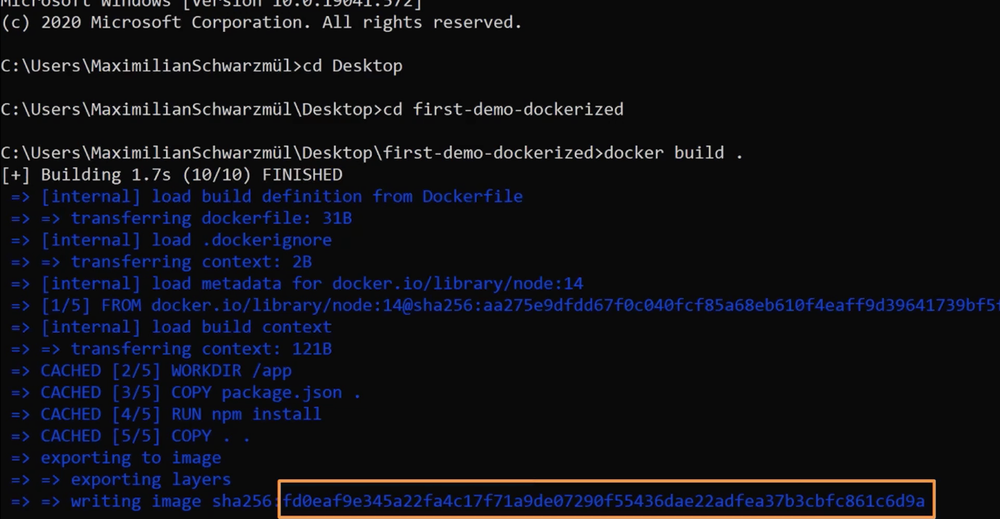 Microsoft Windows [Version 10.0.19041.572]
(c) 2020 Microsoft Corporation. All rights reserved.
C:\Users\MaximilianSchwarzmül>cd Desktop
C:\Users\MaximilianSchwarzmül\Desktop>cd first-demo-dockerized
C:\Users\MaximilianSchwarzmül\Desktop\first-demo-dockerized>docker build .
[+] Building 1.7s (10/10) FINISHED
=> [internal] load build definition from Dockerfile
=> => transferring dockerfile: 31B
=> [internal] load .dockerignore
=> => transferring context: 2B
=> [internal] load metadata for docker.io/library/node:14
=> [1/5] FROM docker.io/library/node:14@sha256:aa275e9dfdd67f0c040fcf85a68eb610f4eaff9d39641739bf5f
=> [internal] load build context
=> => transferring context: 121B
=> CACHED [2/5] WORKDIR /app
=> CACHED [3/5] COPY package.json .
=> CACHED [4/5] RUN npm install
=> CACHED [5/5] COPY . .
=> exporting to image
=> => exporting layers
=> => writing image sha256:fd0eaf9e345a22fa4c17f71a9de07290f55436dae22adfea37b3cbfc861c6d9a